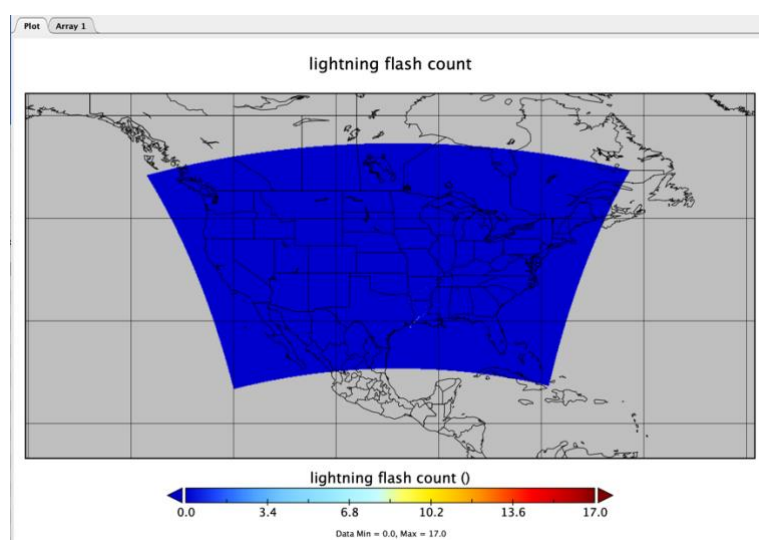 Plot Array 1
lightning flash count
lightning flash count ()
0.0 3.4 6.8 10.2 13.6 17.0
Data Min = 0.0, Max = 17.0